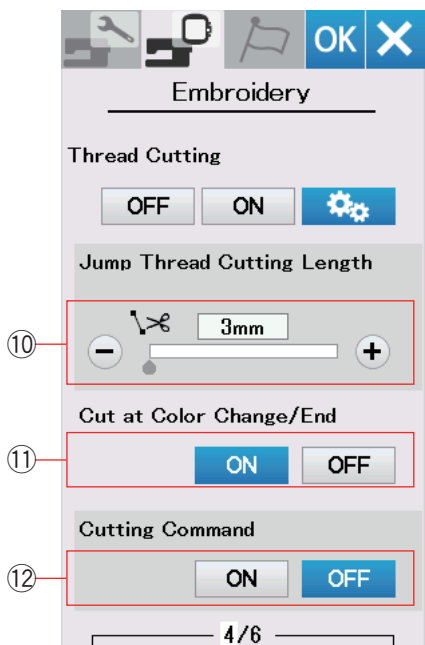 OK
Embroidery
Thread Cutting
OFF ON
Jump Thread Cutting Length
⑩ 3mm
Cut at Color Change/End
⑪ ON OFF
Cutting Command
⑫ ON OFF
4/6